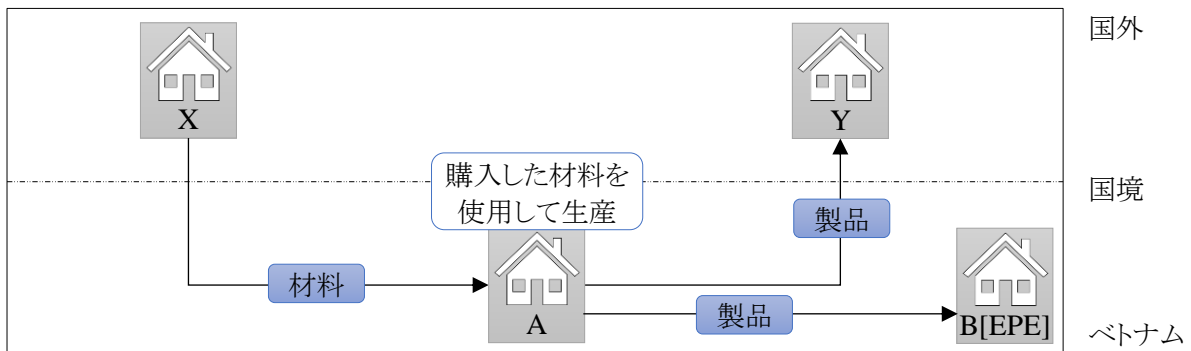 国外
X
Y
購入した材料を
使用して生産
国境
製品
材料
A
製品
B[EPE]
ベトナム